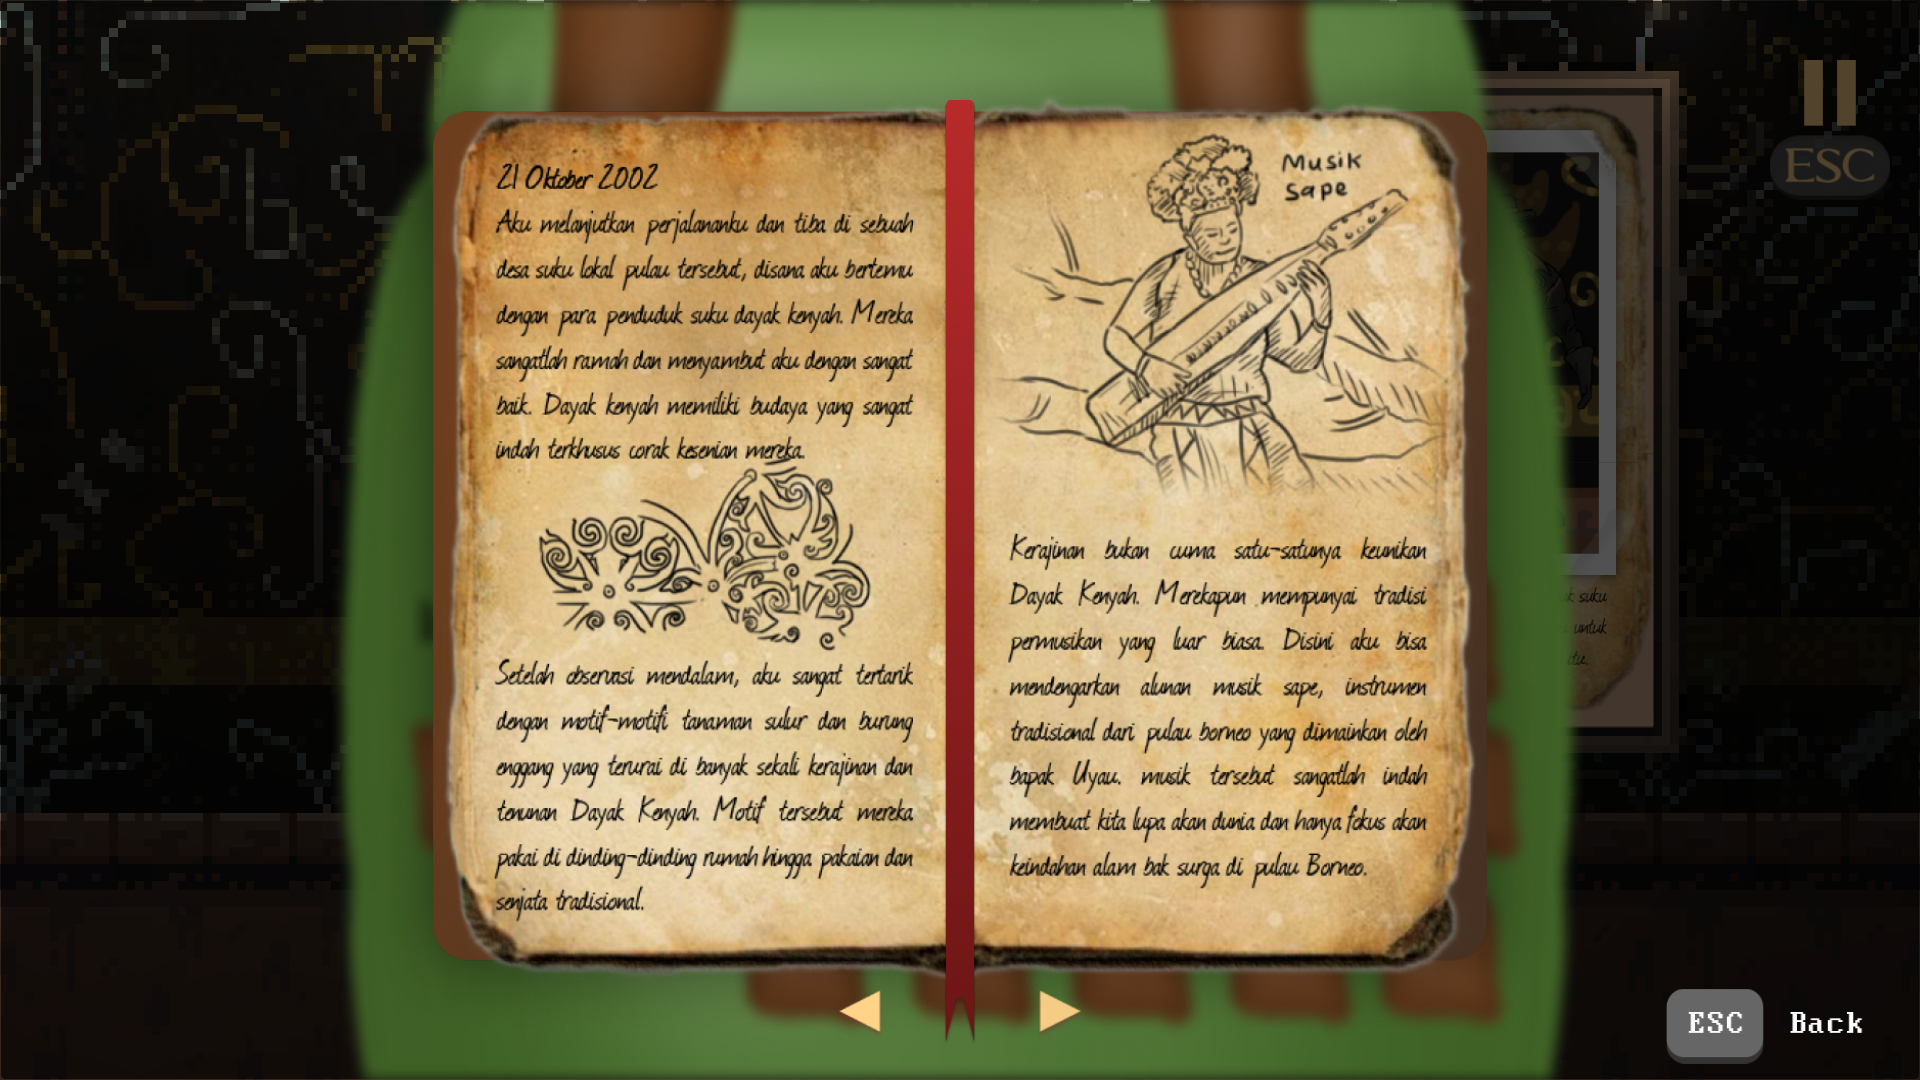 21 Oktober 2002
Aku melanjutkan perjalananku dan tiba di sebuah
desa suku lokal pulau tersebut, disana aku bertemu
dengan para penduduk suku dayak kenyah. Mereka
sangatlah ramah dan menyambut aku dengan sangat
baik. Dayak kenyah memiliki budaya yang sangat
indah terkhusus corak kesenian mereka.
Setelah observasi mendalam, aku sangat tertarik
dengan motif-motifi tanaman sulur dan burung
enggang yang terurai di banyak sekali kerajinan dan
tenunan Dayak Kenyah. Motif tersebut mereka
pakai di dinding-dinding rumah hingga pakaian dan
senjata tradisional.
Musik
sape
Kerajinan bukan cuma satu-satunya keunikan
Dayak Kenyah. Merekapun mempunyai tradisi
permusikan yang luar biasa. Disini aku bisa
mendengarkan alunan musik sape, instrumen
tradisional dari pulau borneo yang dimainkan oleh
bapak Uyau. musik tersebut sangatlah indah
membuat kita lupa akan dunia dan hanya fokus akan
keindahan alam bak surga di pulau Borneo.
ESC
suku
untuk
ESC Back